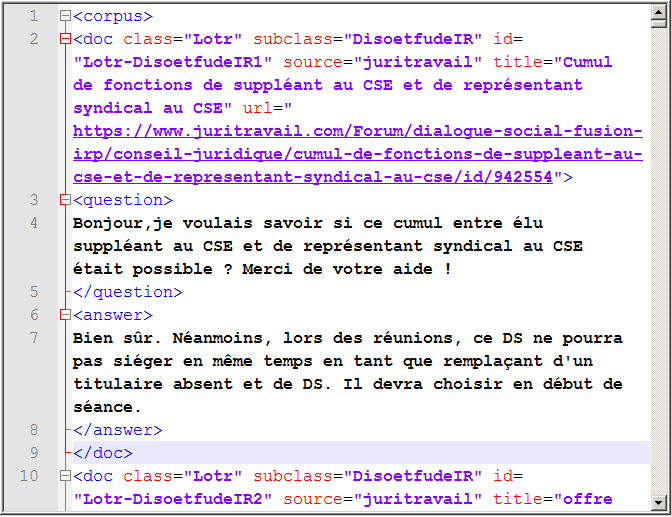 1 <corpus>
2 <doc class="Lotr" subclass="DisoetfudeIR" id=
"Lotr-DisoetfudeIR1" source="juritravail" title="Cumul
de fonctions de suppléant au CSE et de représentant
syndical au CSE" url="
https://www.juritravail.com/Forum/dialogue-social-fusion-
irp/conseil-juridique/cumul-de-fonctions-de-suppleant-au-
cse-et-de-representant-syndical-au-cse/id/942554">
3 <question>
4 Bonjour,je voulais savoir si ce cumul entre élu
suppléant au CSE et de représentant syndical au CSE
était possible ? Merci de votre aide !
5 </question>
6 <answer>
7 Bien sûr. Néanmoins, lors des réunions, ce DS ne pourra
pas siéger en même temps en tant que remplaçant d'un
titulaire absent et de DS. Il devra choisir en début de
séance.
8 </answer>
9 </doc>
10 <doc class="Lotr" subclass="DisoetfudeIR" id=
"Lotr-DisoetfudeIR2" source="juritravail" title="offre